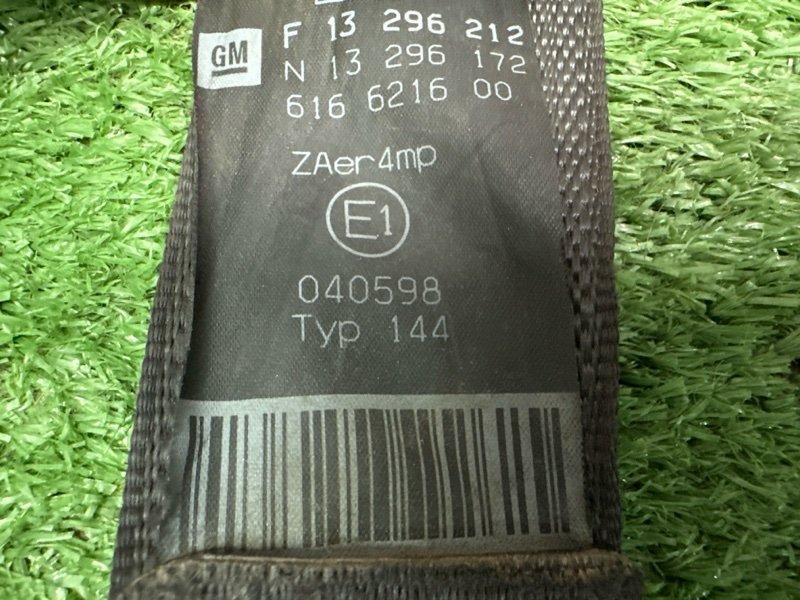 F 13 296 212
GM
N 13 296 172
616 6216 00
ZAer4mp
E1
040598
Typ 144